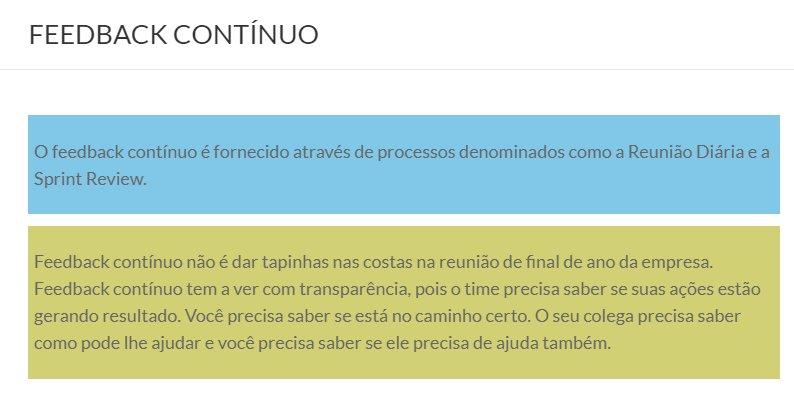 FEEDBACK CONTÍNUO
O feedback contínuo é fornecido através de processos denominados como a Reunião Diária e a
Sprint Review.
Feedback contínuo não é dar tapinhas nas costas na reunião de final de ano da empresa.
Feedback contínuo tem a ver com transparência, pois o time precisa saber se suas ações estão
gerando resultado. Você precisa saber se está no caminho certo. O seu colega precisa saber
como pode lhe ajudar e você precisa saber se ele precisa de ajuda também.